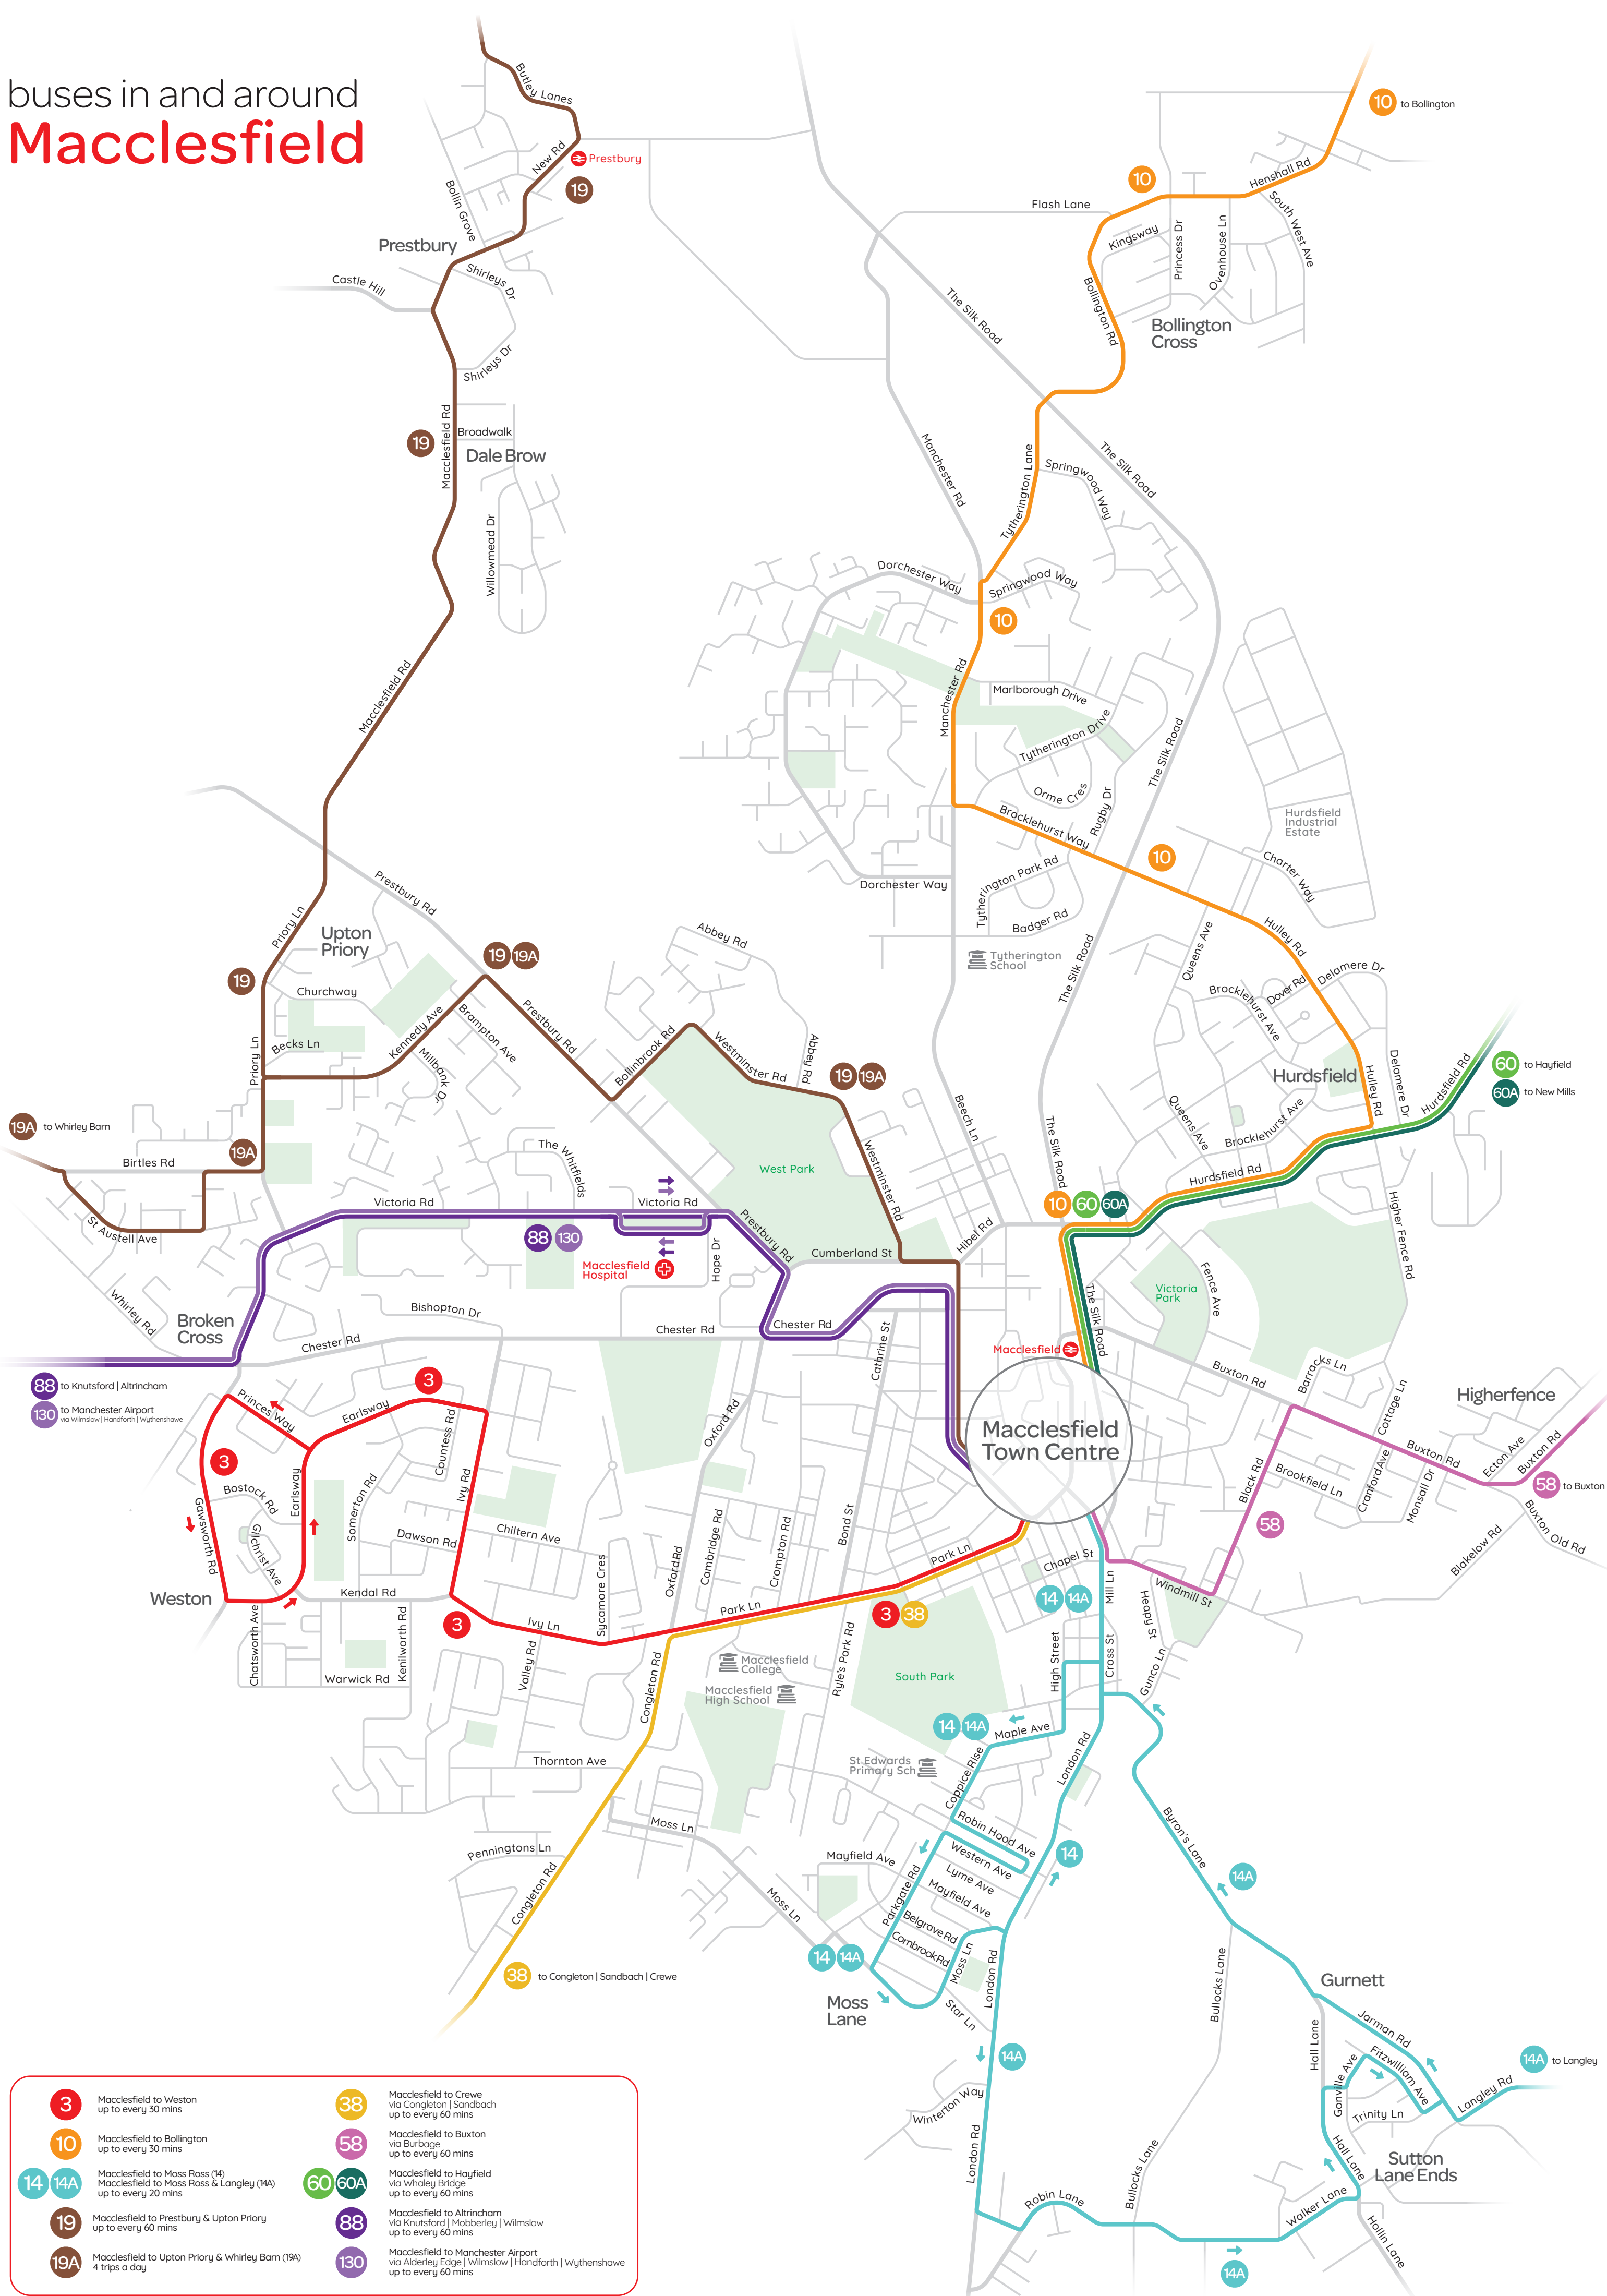 buses in and around
Macclesfield
Butley Lanes
New Rd
Prestbury
19
Bollin Grove
Prestbury
Castle Hill
Shirleys Dr
Shirleys Dr
Macclesfield Rd
19
Broadwalk
Dale Brow
Willowmead Dr
Macclesfield Rd
10 to Bollington
10
Henshall Rd
Flash Lane
South West Ave
Kingsway
Princess Dr
Ovenhouse Ln
Bollington Rd
Bollington
Cross
The Silk Road
The Silk Road
Manchester Rd
Tytherington Lane
Springwood Way
Dorchester Way
Springwood Way
10
Manchester Rd
Marlborough Drive
Tytherington Drive
The Silk Road
Orme Cres
Rugby Dr
Brocklehurst Way
Hurdsfield
Industrial
Estate
10
Charter Way
Dorchester Way
Tytherington Park Rd
Badger Rd
Tytherington
School
The Silk Road
Queens Ave
Hulley Rd
Delamere Dr
Dover Rd
Brocklehurst Ave
Hurdsfield
Hulley Rd
Delamere Dr
Hurdsfield Rd
60 to Hayfield
60A to New Mills
Queens Ave
Brocklehurst Ave
Hurdsfield Rd
Prestbury Rd
Priory Ln
Upton
Priory
19
19 19A
Churchway
Becks Ln
Kennedy Ave
Brampton Ave
Millbank Dr
Priory Ln
Prestbury Rd
Bollinbrook Rd
Abbey Rd
Westminster Rd
Abbey Rd
19 19A
Westminster Rd
Beech Ln
The Silk Road
West Park
19A to Whirley Barn
19A
Birtles Rd
St Austell Ave
The Whitfields
Victoria Rd
Victoria Rd
88 130
Macclesfield
Hospital
Hope Dr
Prestbury Rd
Cumberland St
Hibel Rd
10 60 60A
Higher Fence Rd
Victoria
Park
Fence Ave
The Silk Road
Whirley Rd
Broken
Cross
Bishopton Dr
Chester Rd
Chester Rd
Chester Rd
Cathrine St
Macclesfield
Buxton Rd
Barracks Ln
Cottage Ln
Higherfence
88 to Knutsford | Altrincham
130 to Manchester Airport
via Wilmslow | Handforth | Wythenshawe
3
Princes Way
Earlsway
Countess Rd
Ivy Rd
Oxford Rd
Macclesfield
Town Centre
Buxton Rd
Ecton Ave
Buxton Rd
58 to Buxton
Black Rd
Brookfield Ln
Cranford Ave
Monsall Dr
58
Buxton Old Rd
Blakelow Rd
3
Bostock Rd
Earlsway
Somerton Rd
Gawsworth Rd
Gilchrist Ave
Dawson Rd
Chiltern Ave
Sycamore Cres
Oxford Rd
Cambridge Rd
Crompton Rd
Bond St
Park Ln
Chapel St
14 14A
Mill Ln
Windmill St
Weston
Kendal Rd
3
Ivy Ln
Park Ln
3 38
Heapy St
Chatsworth Ave
Kenilworth Rd
Warwick Rd
Valley Rd
Congleton Rd
Macclesfield
College
Macclesfield
High School
Ryle's Park Rd
South Park
High Street
Cross St
Gunco Ln
14 14A
Maple Ave
Thornton Ave
St Edwards
Primary Sch
Coppice Rise
London Rd
Moss Ln
Robin Hood Ave
Byron's Lane
Penningtons Ln
Mayfield Ave
Western Ave
Lyme Ave
Mayfield Ave
14
14A
Congleton Rd
Moss Ln
Parkgate Rd
Belgrave Rd
Cornbrook Rd
Moss Ln
London Rd
14 14A
38 to Congleton | Sandbach | Crewe
Moss
Lane
Star Ln
Bullocks Lane
Gurnett
Hall Lane
Jarman Rd
14A
Gonville Ave
Fitzwilliam Ave
14A to Langley
Langley Rd
Trinity Ln
Winterton Way
London Rd
Hall Lane
Sutton
Lane Ends
Bullocks Lane
Robin Lane
Walker Lane
Hollin Lane
14A
3 Macclesfield to Weston
up to every 30 mins
10 Macclesfield to Bollington
up to every 30 mins
14 14A Macclesfield to Moss Ross (14)
Macclesfield to Moss Ross & Langley (14A)
up to every 20 mins
19 Macclesfield to Prestbury & Upton Priory
up to every 60 mins
19A Macclesfield to Upton Priory & Whirley Barn (19A)
4 trips a day
38 Macclesfield to Crewe
via Congleton | Sandbach
up to every 60 mins
58 Macclesfield to Buxton
via Burbage
up to every 60 mins
60 60A Macclesfield to Hayfield
via Whaley Bridge
up to every 60 mins
88 Macclesfield to Altrincham
via Knutsford | Mobberley | Wilmslow
up to every 60 mins
130 Macclesfield to Manchester Airport
via Alderley Edge | Wilmslow | Handforth | Wythenshawe
up to every 60 mins